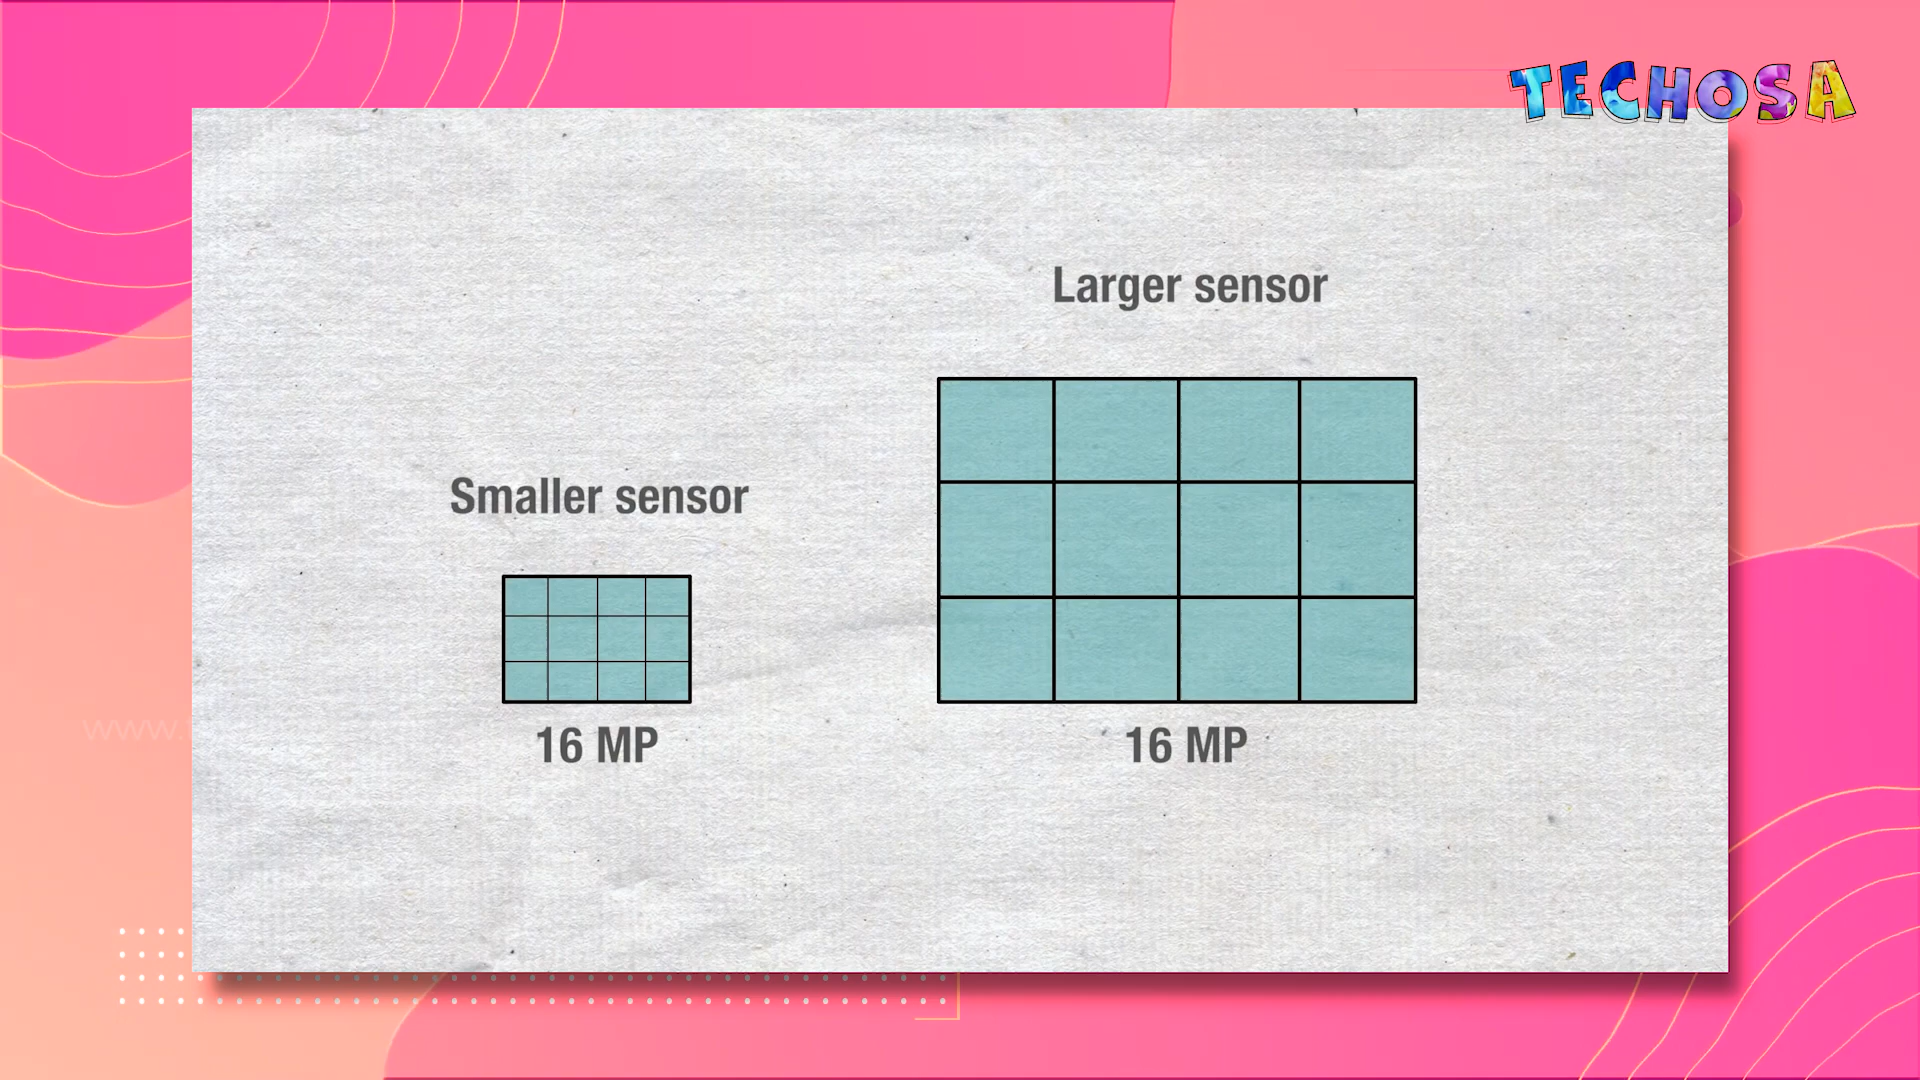 TECHOSA
Larger sensor
Smaller sensor
16 MP
16 MP